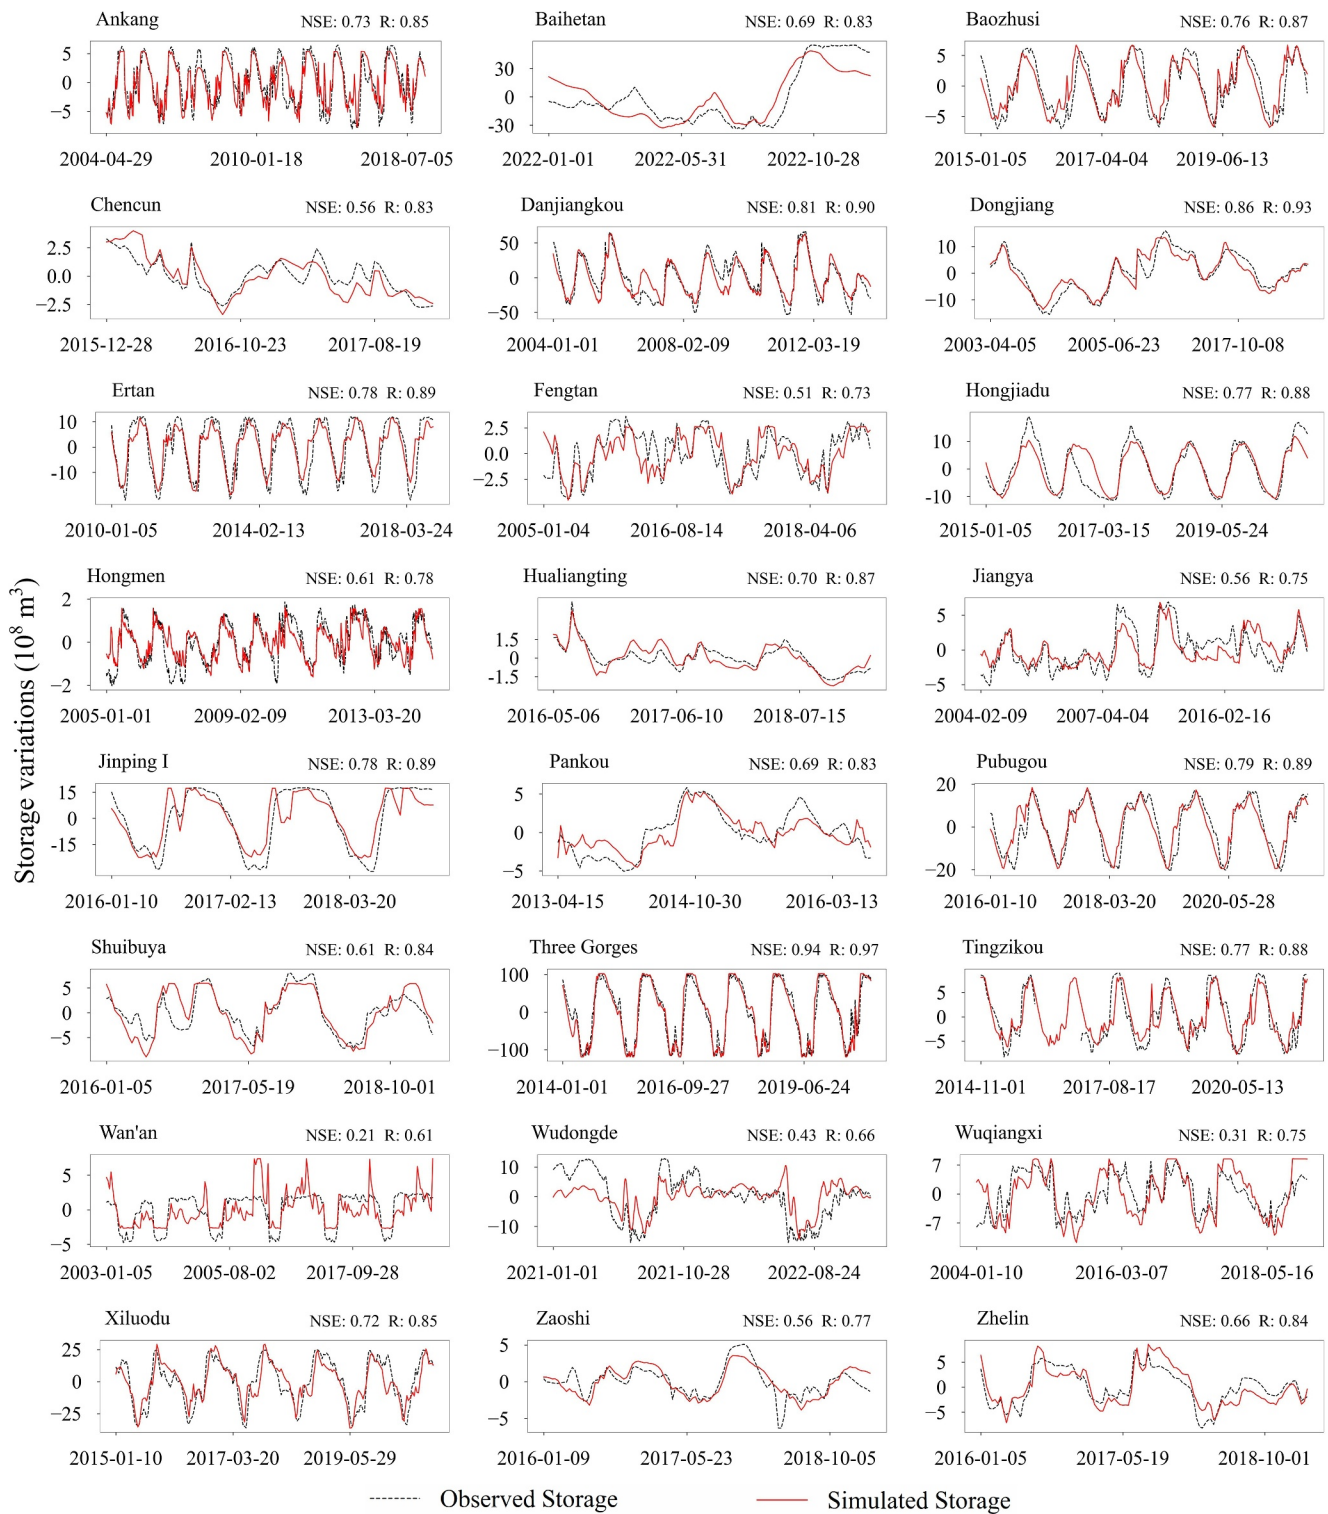 Ankang NSE: 0.73 R: 0.85
5
0
−5
2004-04-29 2010-01-18 2018-07-05
Baihetan NSE: 0.69 R: 0.83
30
0
-30
2022-01-01 2022-05-31 2022-10-28
Baozhusi NSE: 0.76 R: 0.87
5
0
−5
2015-01-05 2017-04-04 2019-06-13
Chencun NSE: 0.56 R: 0.83
2.5
0.0
−2.5
2015-12-28 2016-10-23 2017-08-19
Danjiangkou NSE: 0.81 R: 0.90
50
0
−50
2004-01-01 2008-02-09 2012-03-19
Dongjiang NSE: 0.86 R: 0.93
10
0
−10
2003-04-05 2005-06-23 2017-10-08
Ertan NSE: 0.78 R: 0.89
10
0
−10
2010-01-05 2014-02-13 2018-03-24
Fengtan NSE: 0.51 R: 0.73
2.5
0.0
−2.5
2005-01-04 2016-08-14 2018-04-06
Hongjiadu NSE: 0.77 R: 0.88
10
0
−10
2015-01-05 2017-03-15 2019-05-24
Storage variations (10⁸ m³)
Hongmen NSE: 0.61 R: 0.78
2
0
−2
2005-01-01 2009-02-09 2013-03-20
Hualiangting NSE: 0.70 R: 0.87
1.5
0
−1.5
2016-05-06 2017-06-10 2018-07-15
Jiangya NSE: 0.56 R: 0.75
5
0
−5
2004-02-09 2007-04-04 2016-02-16
Jinping I NSE: 0.78 R: 0.89
15
0
-15
2016-01-10 2017-02-13 2018-03-20
Pankou NSE: 0.69 R: 0.83
5
0
−5
2013-04-15 2014-10-30 2016-03-13
Pubugou NSE: 0.79 R: 0.89
20
0
−20
2016-01-10 2018-03-20 2020-05-28
Shuibuya NSE: 0.61 R: 0.84
5
0
−5
2016-01-05 2017-05-19 2018-10-01
Three Gorges NSE: 0.94 R: 0.97
100
0
−100
2014-01-01 2016-09-27 2019-06-24
Tingzikou NSE: 0.77 R: 0.88
5
0
−5
2014-11-01 2017-08-17 2020-05-13
Wan'an NSE: 0.21 R: 0.61
5
0
−5
2003-01-05 2005-08-02 2017-09-28
Wudongde NSE: 0.43 R: 0.66
10
0
−10
2021-01-01 2021-10-28 2022-08-24
Wuqiangxi NSE: 0.31 R: 0.75
7
0
-7
2004-01-10 2016-03-07 2018-05-16
Xiluodu NSE: 0.72 R: 0.85
25
0
−25
2015-01-10 2017-03-20 2019-05-29
Zaoshi NSE: 0.56 R: 0.77
5
0
−5
2016-01-09 2017-05-23 2018-10-05
Zhelin NSE: 0.66 R: 0.84
5
0
−5
2016-01-05 2017-05-19 2018-10-01
Observed Storage Simulated Storage